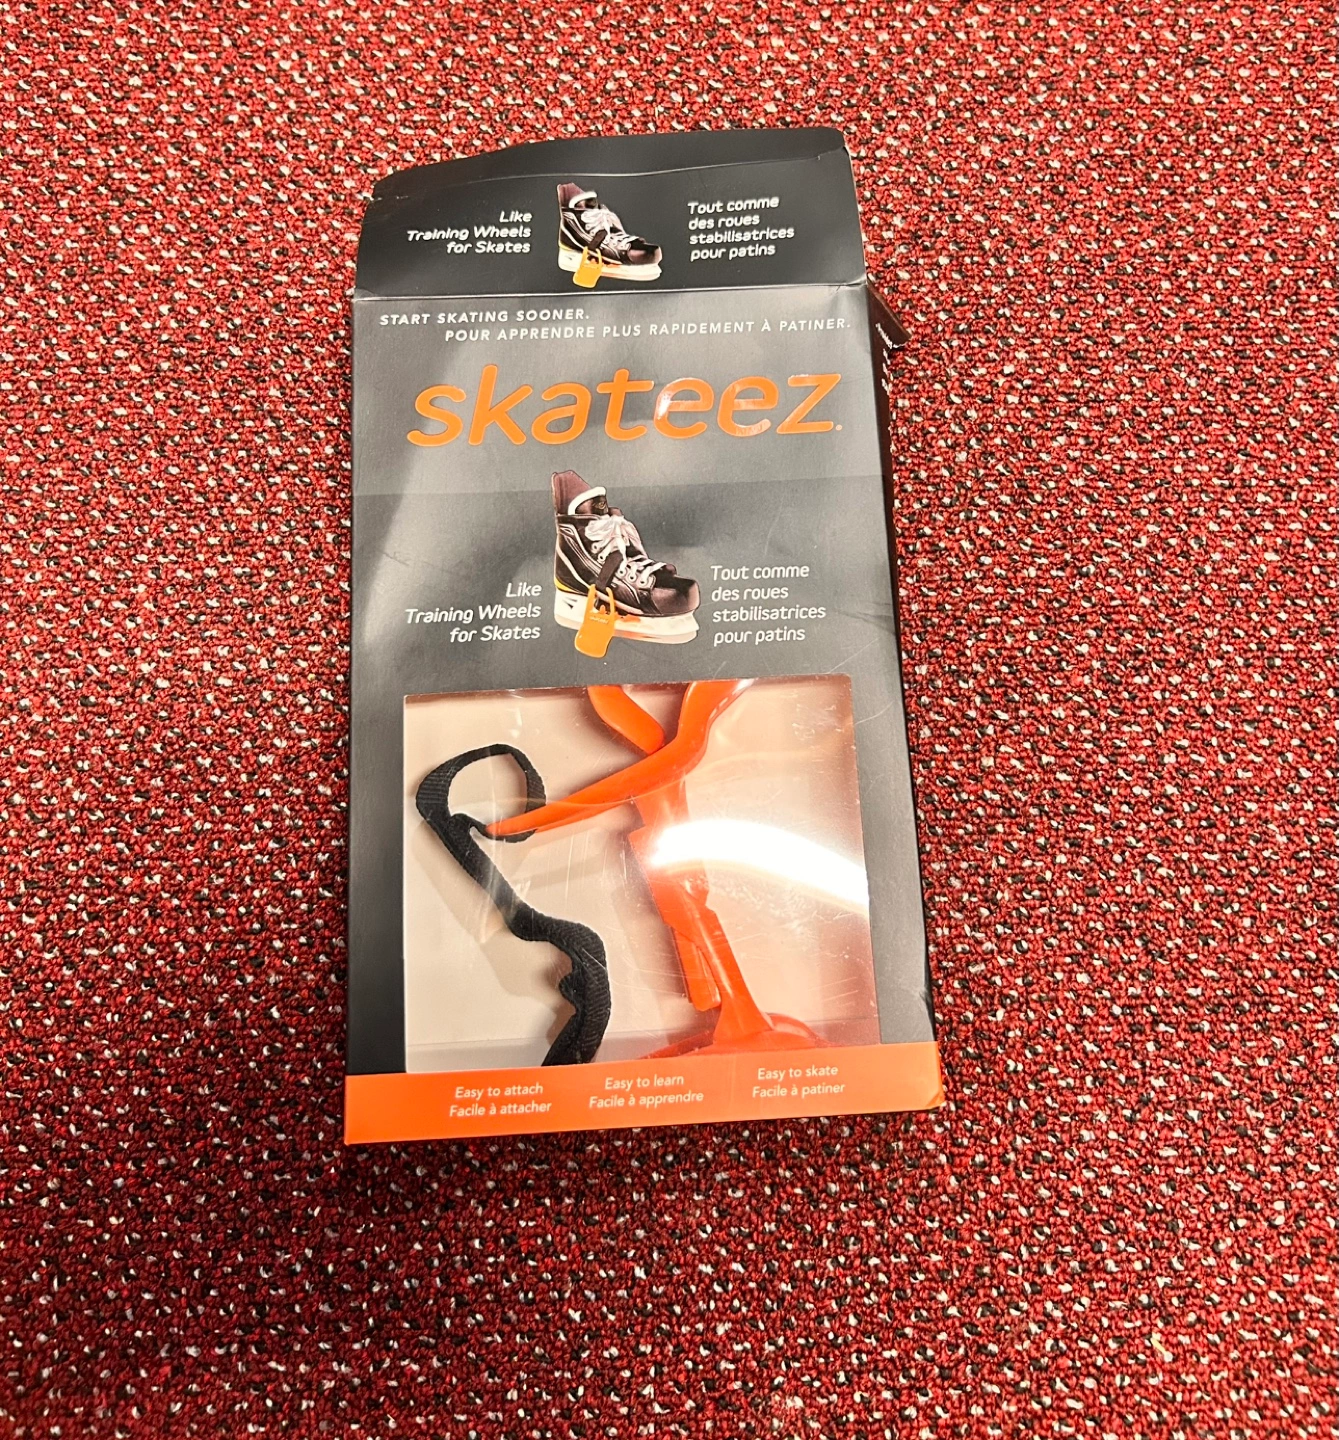 Like
Training Wheels
for Skates
Tout comme
des roues
stabilisatrices
pour patins
START SKATING SOONER.
POUR APPRENDRE PLUS RAPIDEMENT À PATINER.
skateez
Like
Training Wheels
for Skates
Tout comme
des roues
stabilisatrices
pour patins
Easy to attach
Facile à attacher
Easy to learn
Facile à apprendre
Easy to skate
Facile à patiner